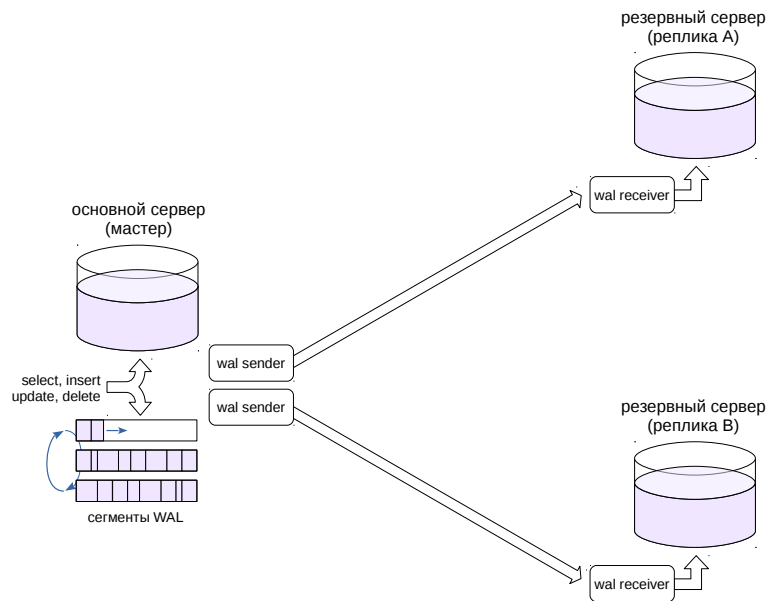 резервный сервер
(реплика A)
wal receiver
основной сервер
(мастер)
wal sender
select, insert
update, delete
wal sender
резервный сервер
(реплика B)
сегменты WAL
wal receiver